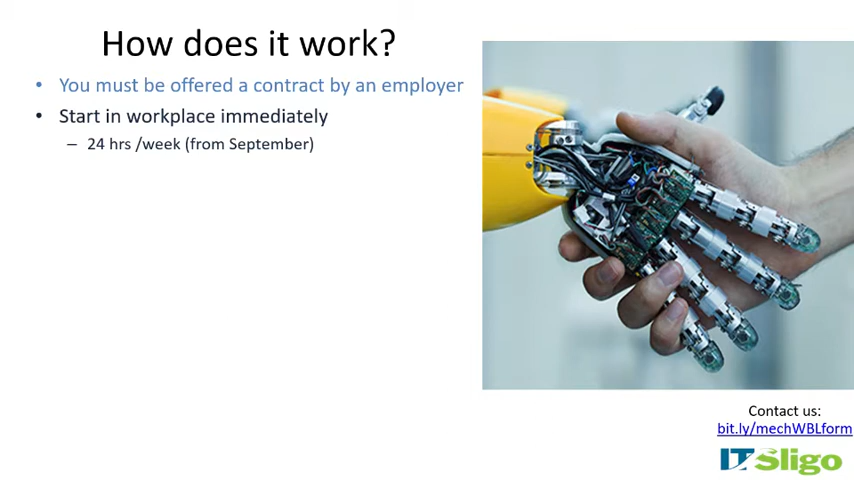 How does it work?
• You must be offered a contract by an employer
• Start in workplace immediately
– 24 hrs /week (from September)
Contact us:
bit.ly/mechWBLform
IT Sligo